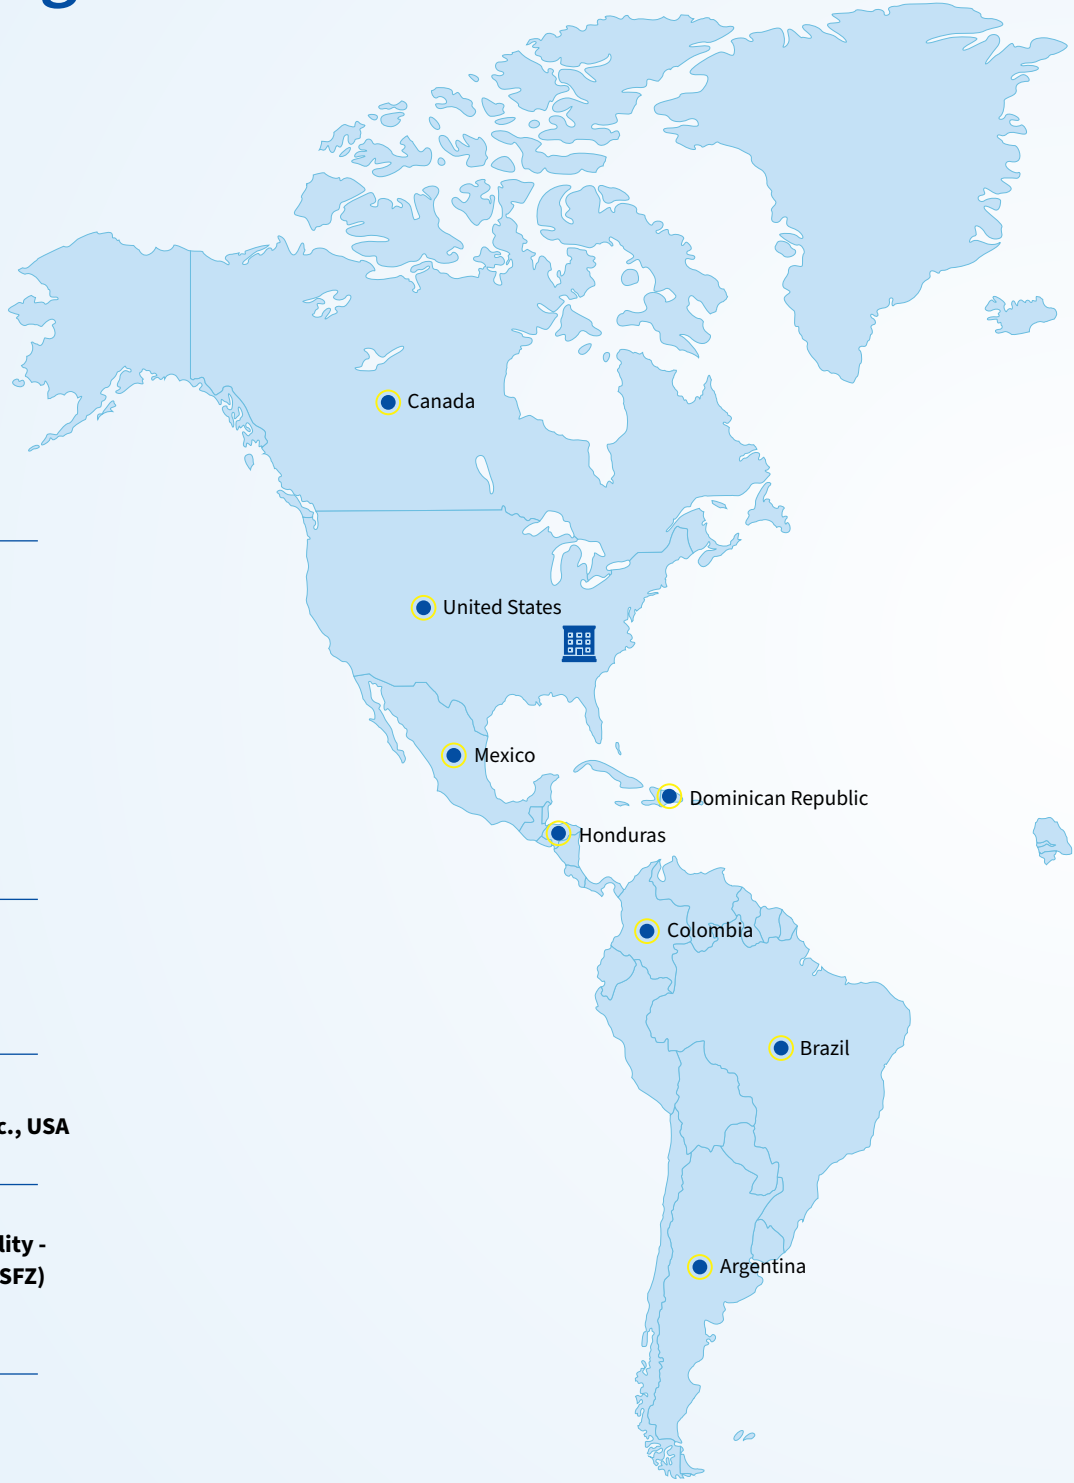 g
Canada
United States
Mexico
Dominican Republic
Honduras
Colombia
Brazil
c., USA
lity -
SFZ)
Argentina